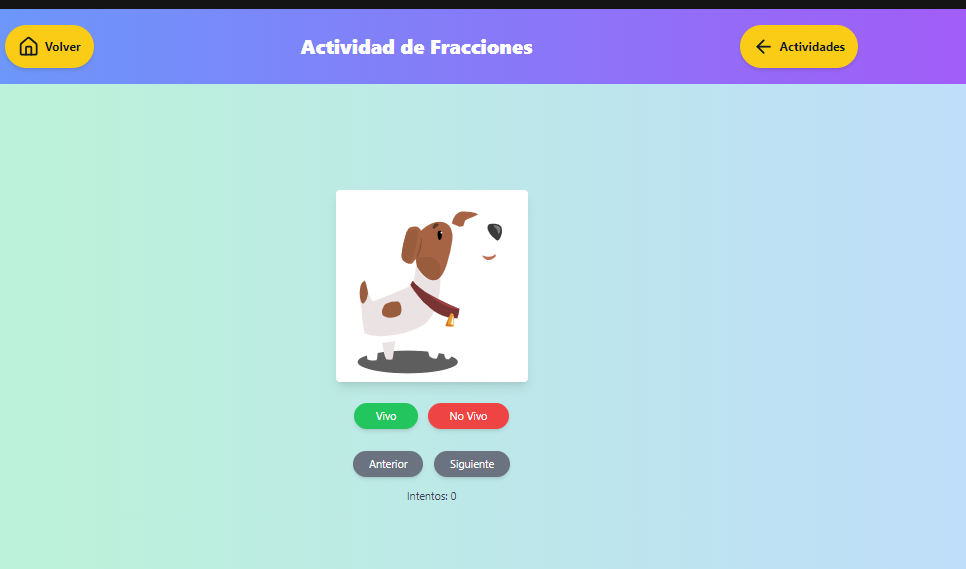 Volver
Actividad de Fracciones
Actividades
Vivo
No Vivo
Anterior
Siguiente
Intentos: 0